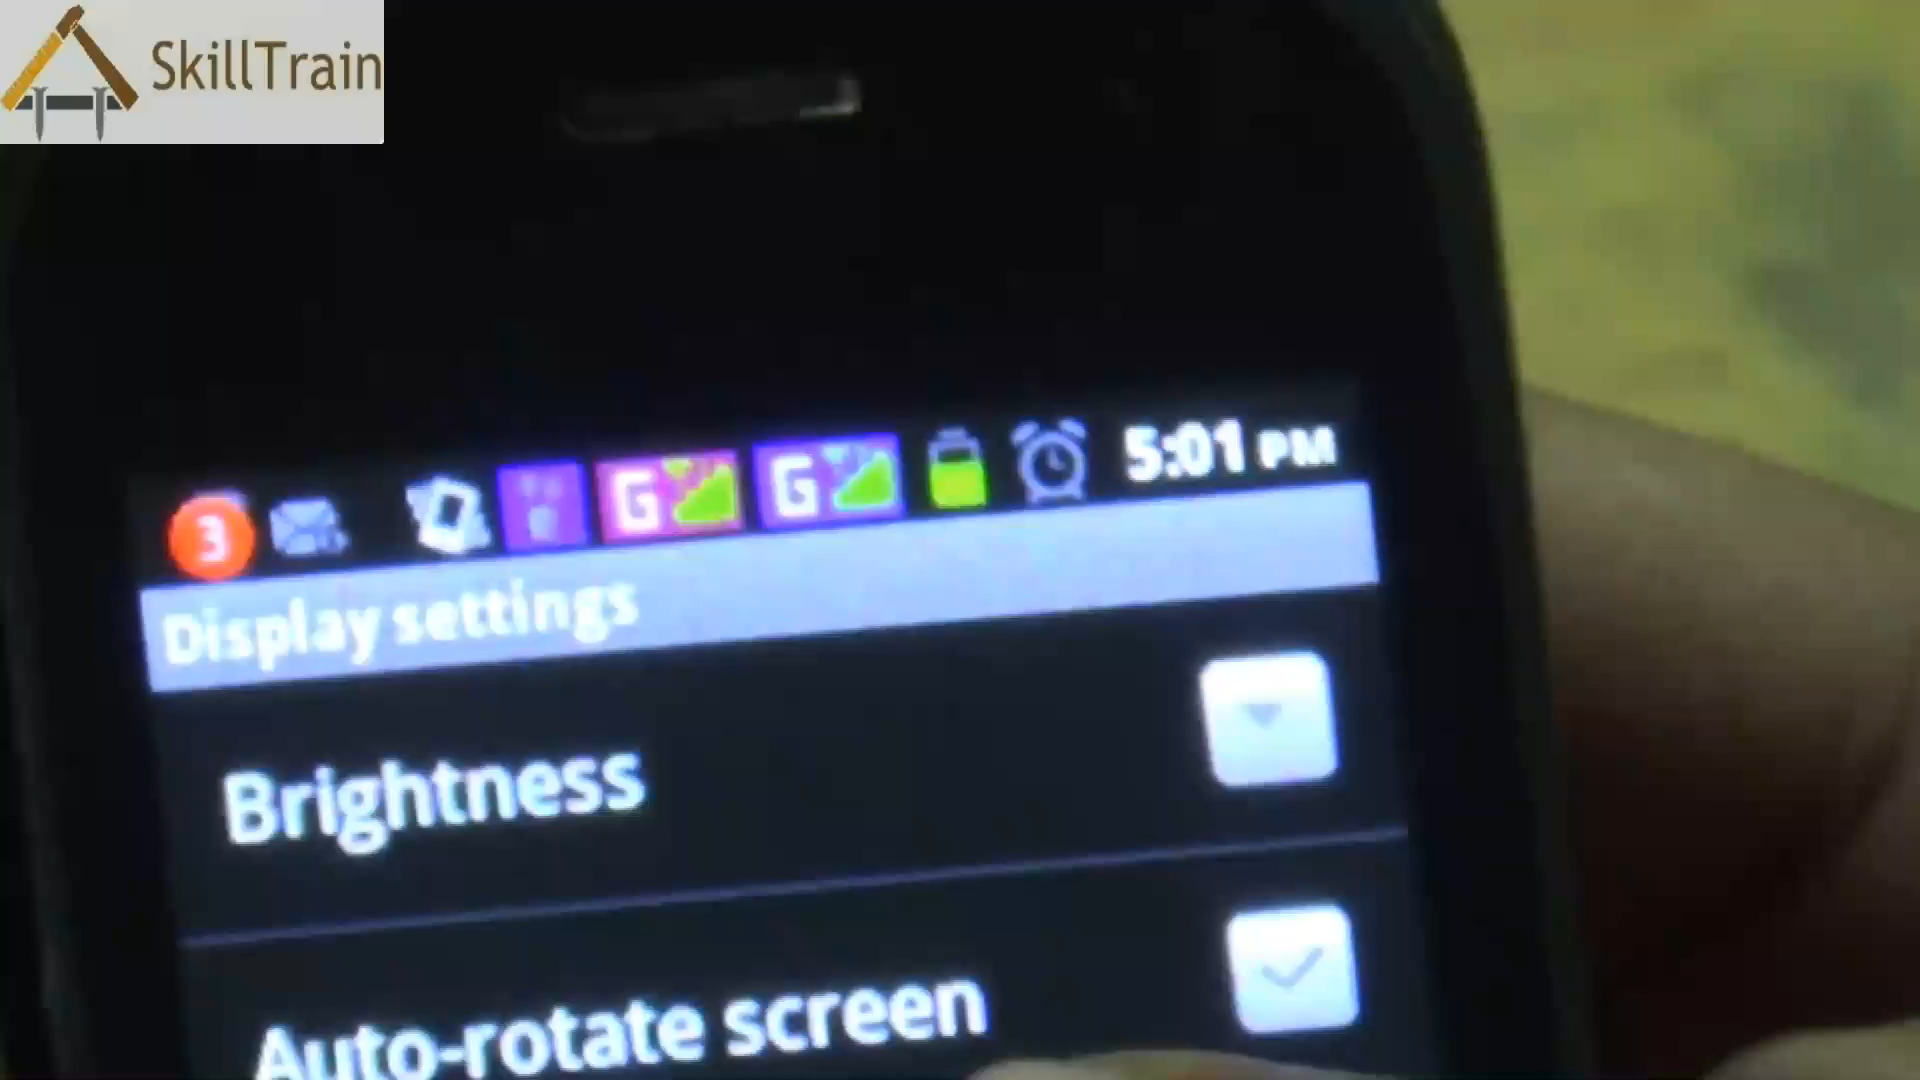 SkillTrain
3 G G 5:01 PM
Display settings
Brightness
Auto-rotate screen